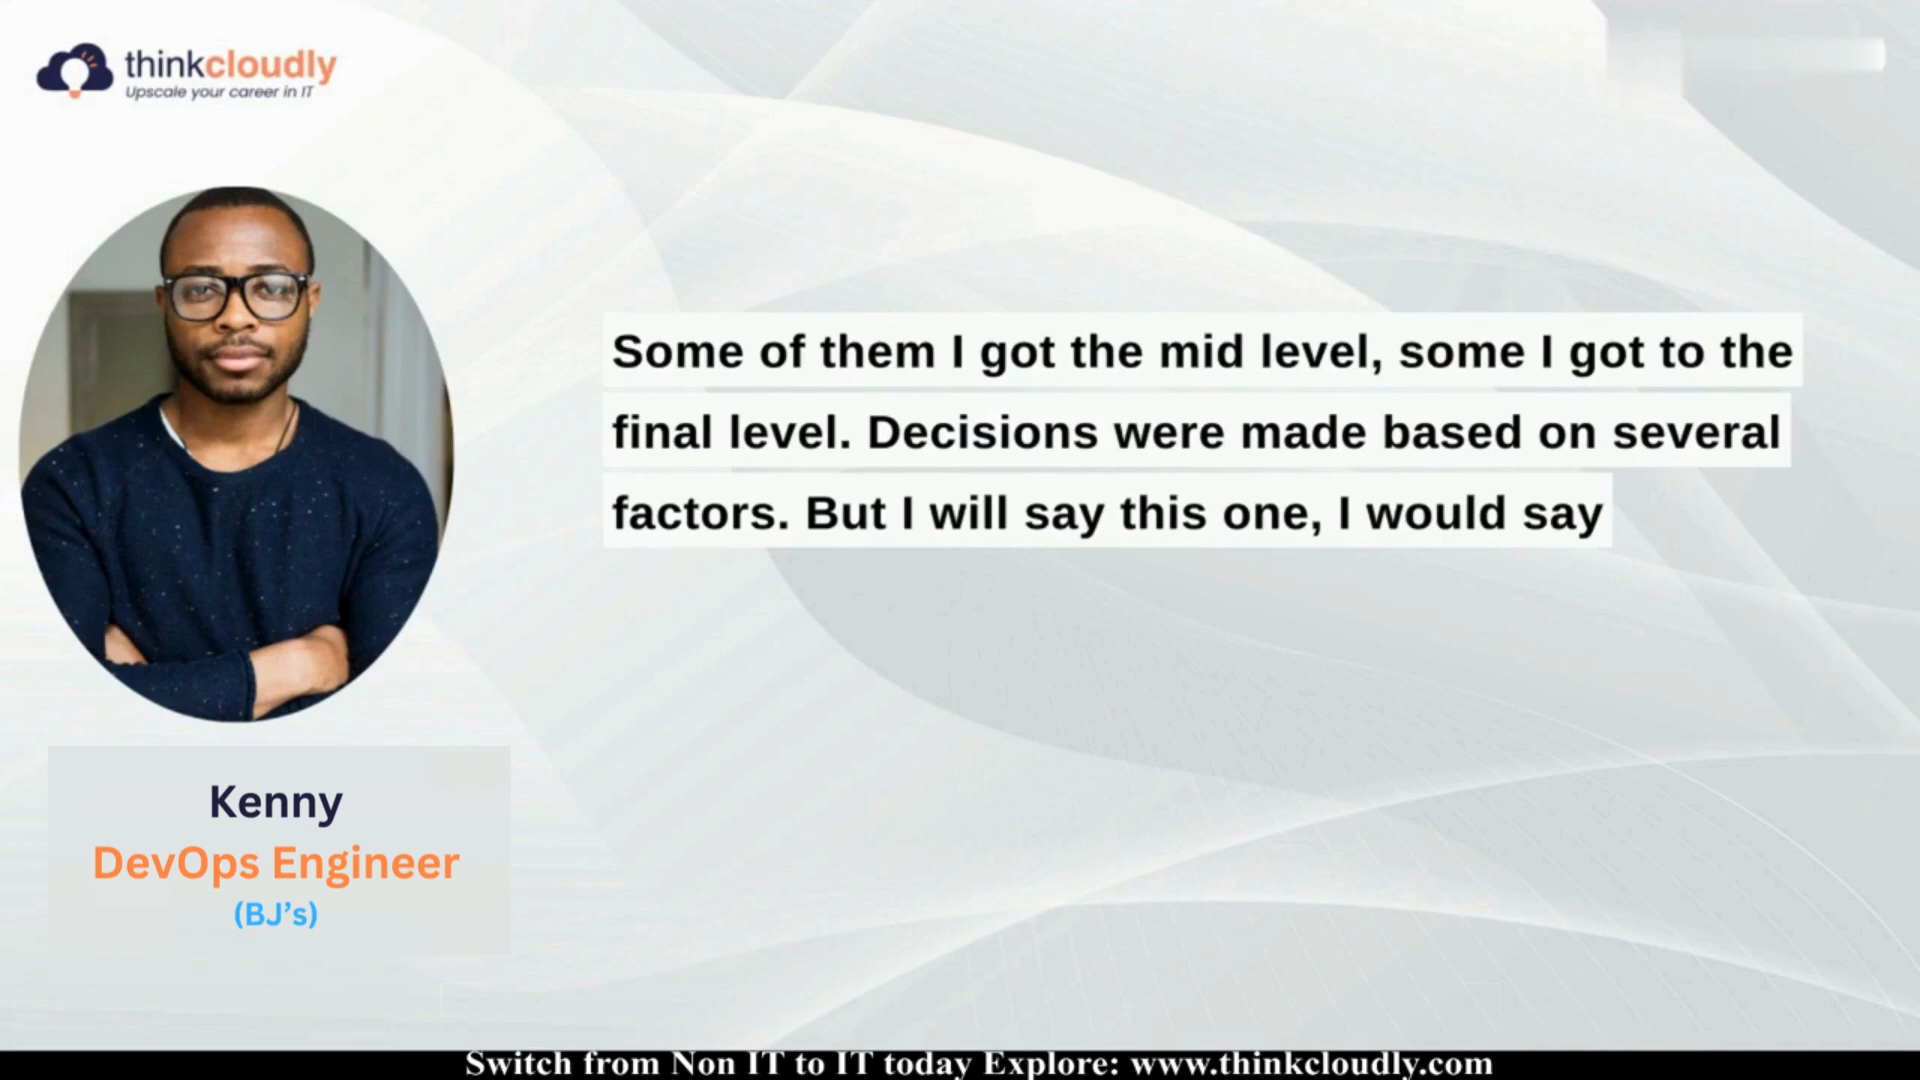 thinkcloudly
Upscale your career in IT
Some of them I got the mid level, some I got to the
final level. Decisions were made based on several
factors. But I will say this one, I would say
Kenny
DevOps Engineer
(BJ’s)
Switch from Non IT to IT today Explore: www.thinkcloudly.com